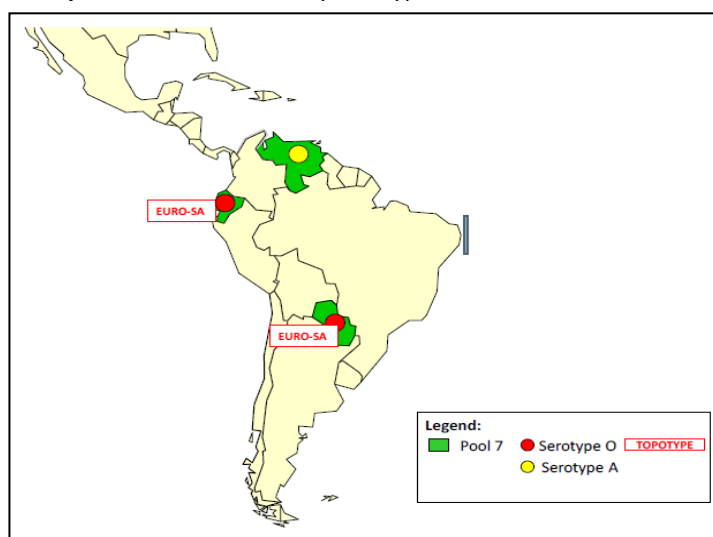 EURO-SA
EURO-SA
Legend:
Pool 7
Serotype O
TOPOTYPE
Serotype A